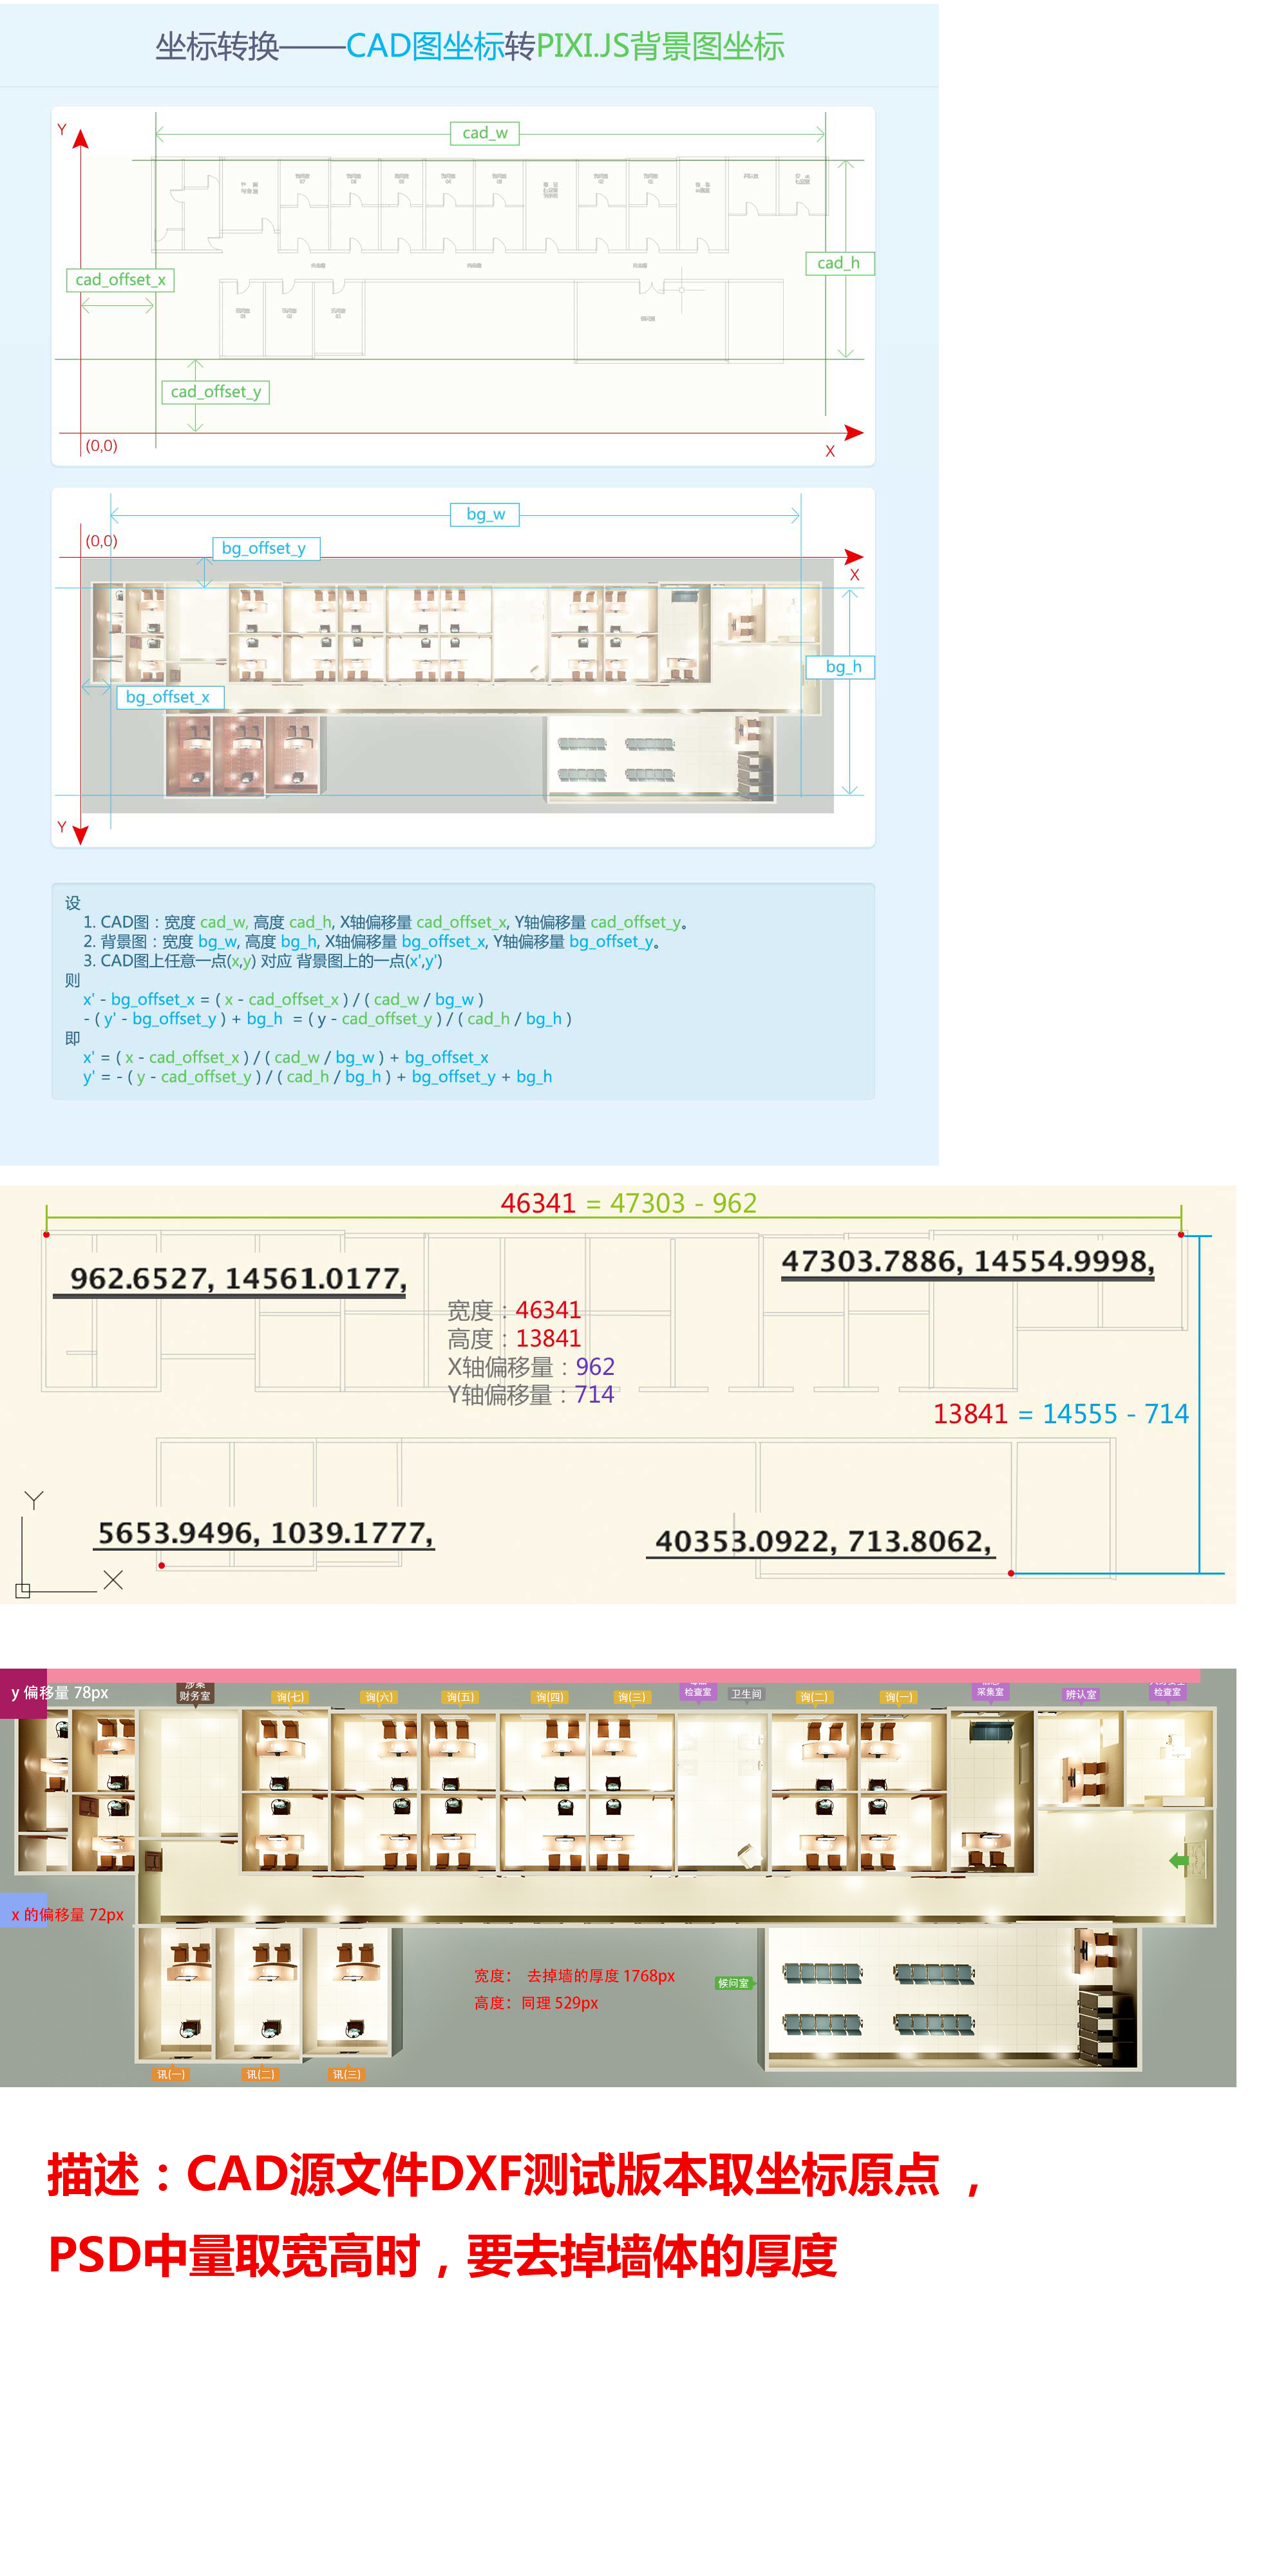 坐标转换——CAD图坐标转PIXI.JS背景图坐标
Y
cad_w
cad_h
cad_offset_x
cad_offset_y
(0,0)
X
bg_w
(0,0)
bg_offset_y
X
bg_h
bg_offset_x
Y
设
1. CAD图：宽度 cad_w, 高度 cad_h, X轴偏移量 cad_offset_x, Y轴偏移量 cad_offset_y。
2. 背景图：宽度 bg_w, 高度 bg_h, X轴偏移量 bg_offset_x, Y轴偏移量 bg_offset_y。
3. CAD图上任意一点(x,y) 对应 背景图上的一点(x',y')
则
x' - bg_offset_x = ( x - cad_offset_x ) / ( cad_w / bg_w )
- ( y' - bg_offset_y ) + bg_h = ( y - cad_offset_y ) / ( cad_h / bg_h )
即
x' = ( x - cad_offset_x ) / ( cad_w / bg_w ) + bg_offset_x
y' = - ( y - cad_offset_y ) / ( cad_h / bg_h ) + bg_offset_y + bg_h
46341 = 47303 - 962
962.6527, 14561.0177,
47303.7886, 14554.9998,
宽度：46341
高度：13841
X轴偏移量：962
Y轴偏移量：714
13841 = 14555 - 714
Y
5653.9496, 1039.1777,
40353.0922, 713.8062,
X
y 偏移量 78px
财务室
询(七)
询(六)
询(五)
询(四)
询(三)
检查室
卫生间
询(二)
询(一)
采集室
辨认室
检查室
x 的偏移量 72px
宽度： 去掉墙的厚度 1768px
高度：同理 529px
候问室
讯(一)
讯(二)
讯(三)
描述：CAD源文件DXF测试版本取坐标原点 ，
PSD中量取宽高时，要去掉墙体的厚度